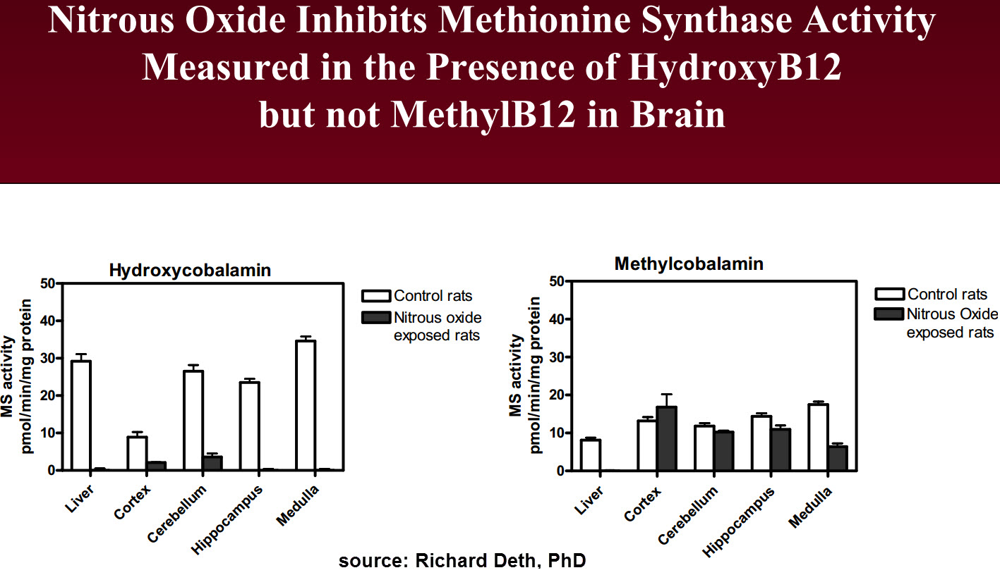 Nitrous Oxide Inhibits Methionine Synthase Activity
Measured in the Presence of HydroxyB12
but not MethylB12 in Brain
Hydroxycobalamin
50
40
30
20
10
0
MS activity
pmol/min/mg protein
Liver
Cortex
Cerebellum
Hippocampus
Medulla
Control rats
Nitrous oxide
exposed rats
Methylcobalamin
50
40
30
20
10
0
MS activity
pmol/min/mg protein
Liver
Cortex
Cerebellum
Hippocampus
Medulla
Control rats
Nitrous Oxide
exposed rats
source: Richard Deth, PhD